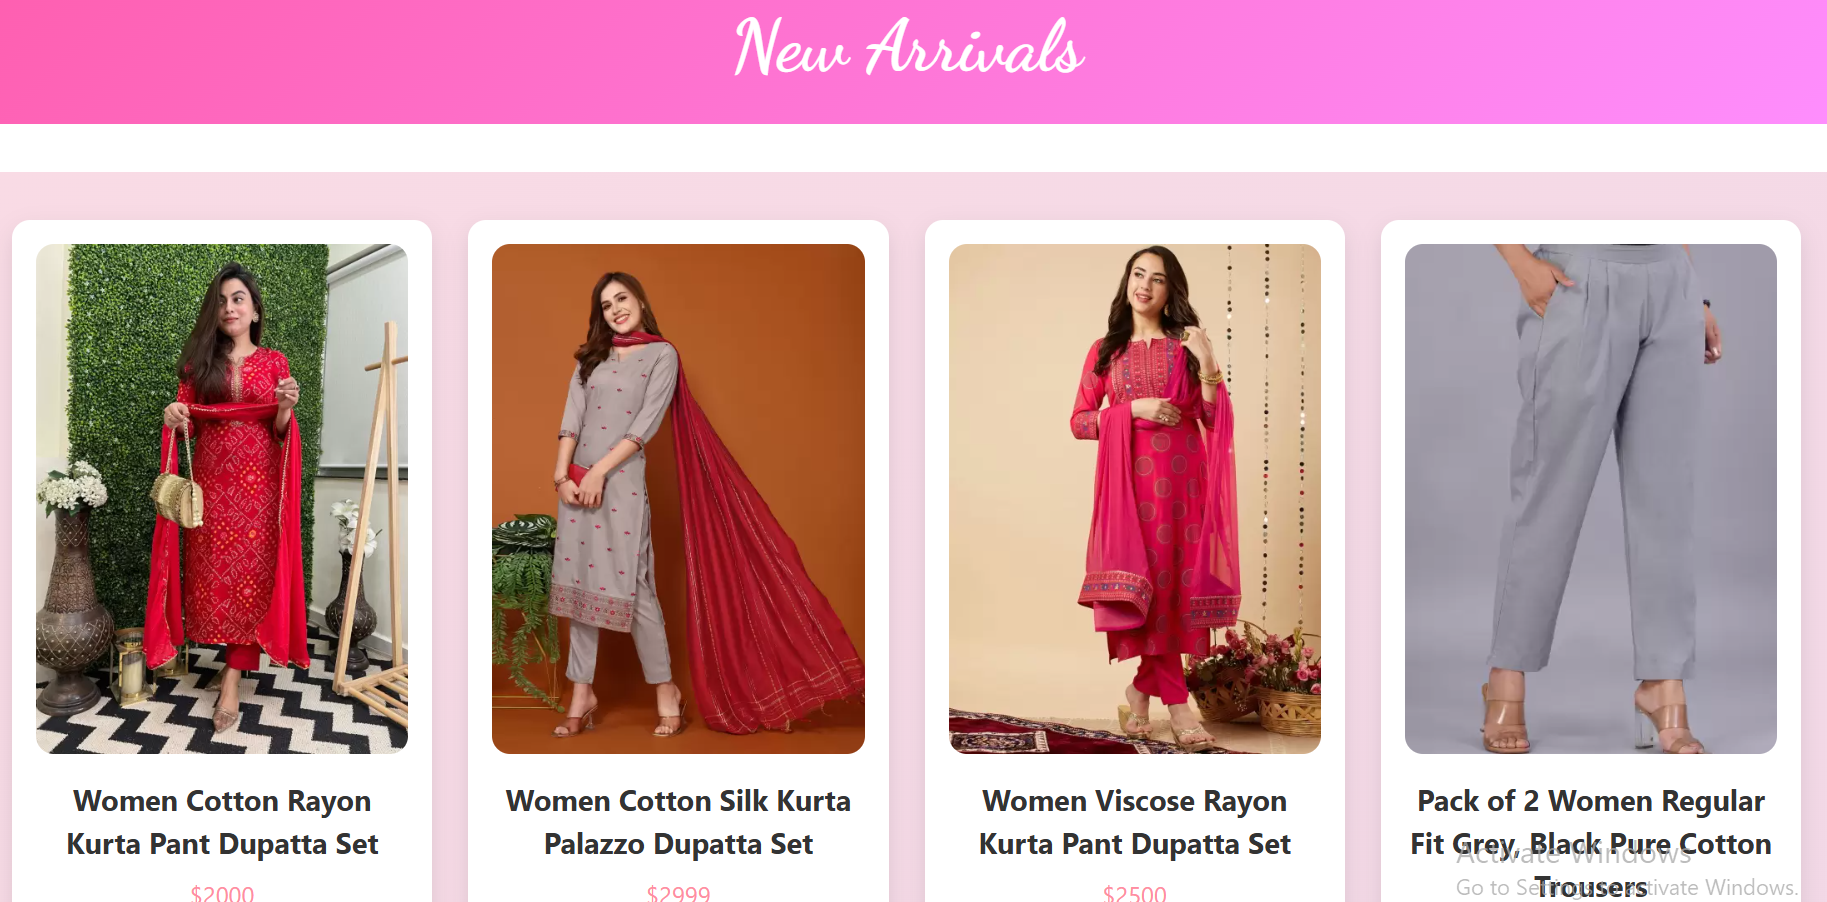 New Arrivals
Women Cotton Rayon
Kurta Pant Dupatta Set
$2000
Women Cotton Silk Kurta
Palazzo Dupatta Set
$2999
Women Viscose Rayon
Kurta Pant Dupatta Set
$2500
Pack of 2 Women Regular
Fit Grey, Black Pure Cotton
Trousers
Activate Windows
Go to Settings to activate Windows.